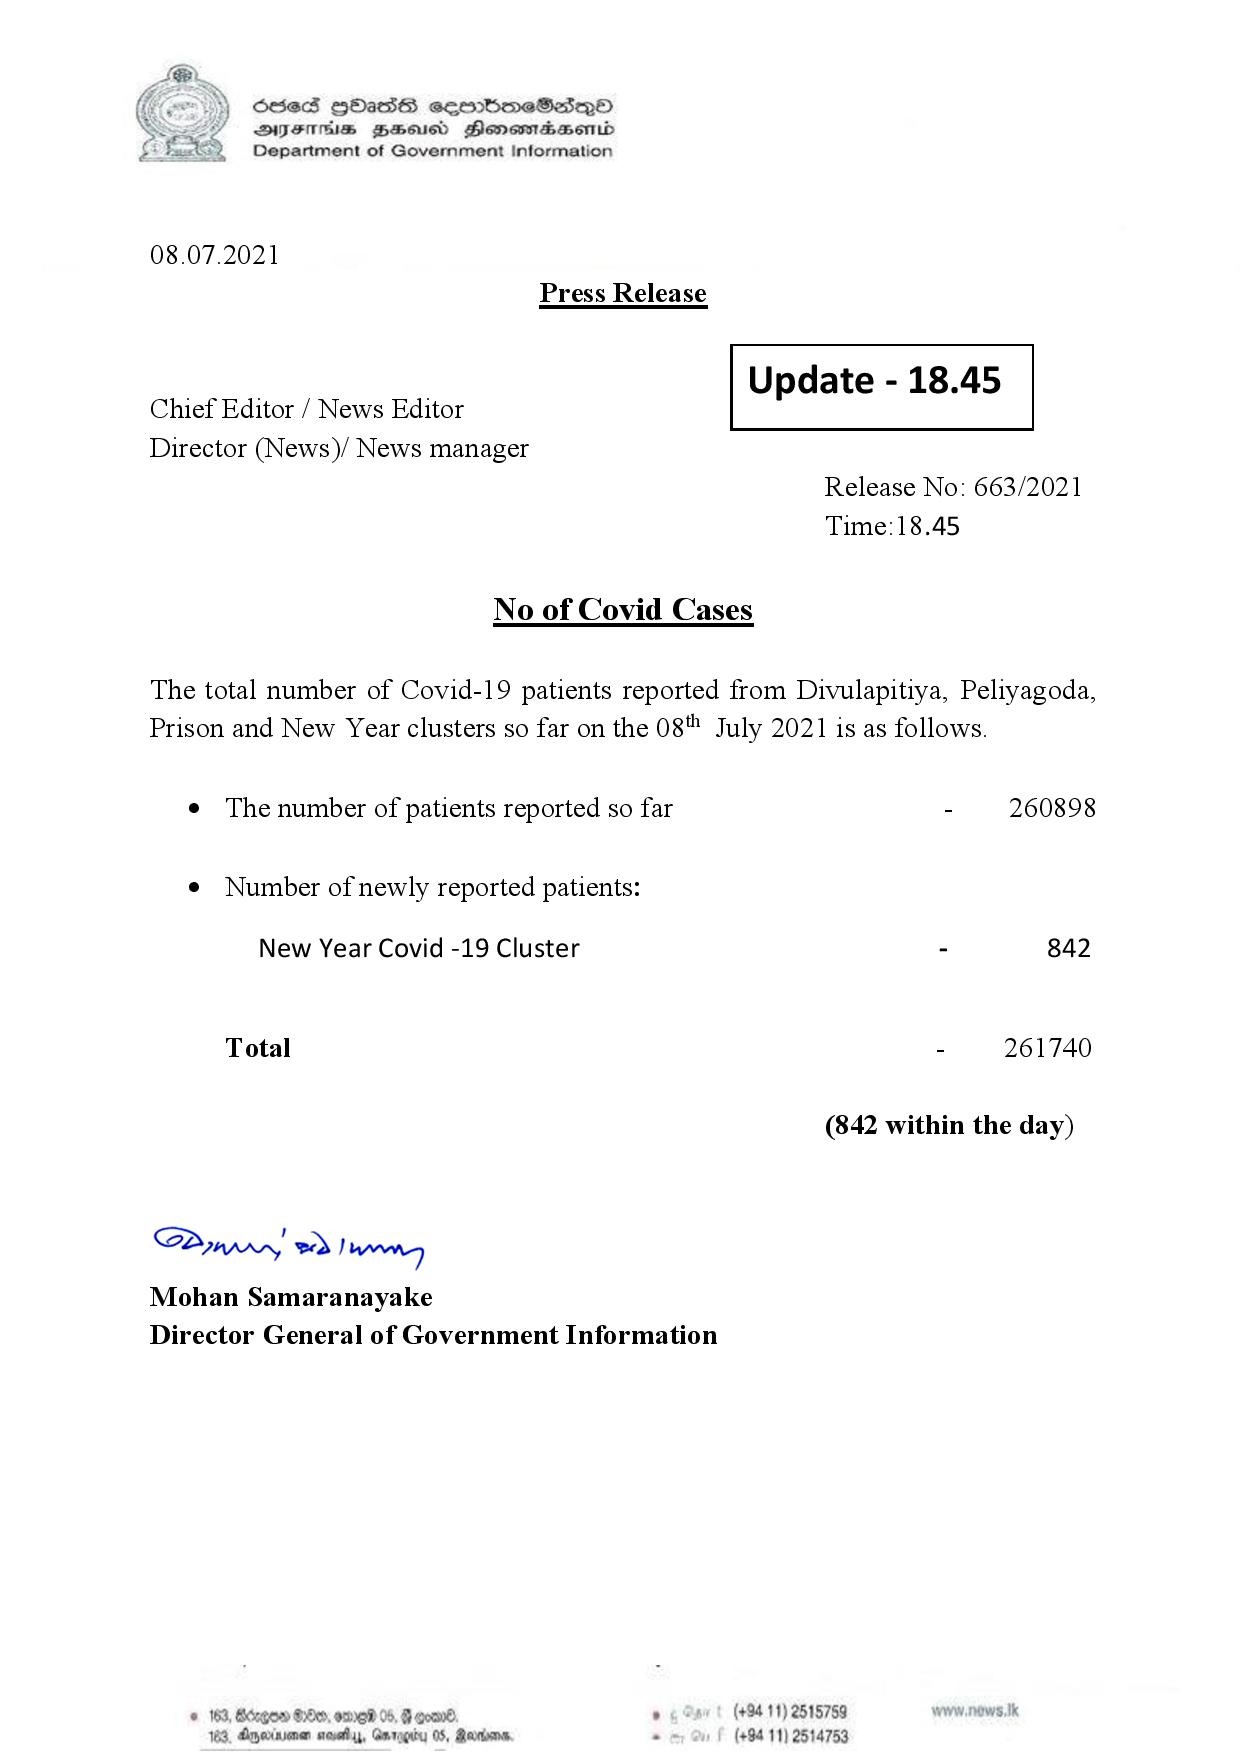 රජයේ ප්‍රවෘත්ති දෙපාර්තමේන්තුව
அரசாங்க தகவல் திணைக்களம்
Department of Government Information
08.07.2021
Press Release
Update - 18.45
Chief Editor / News Editor
Director (News)/ News manager
Release No: 663/2021
Time:18.45
No of Covid Cases
The total number of Covid-19 patients reported from Divulapitiya, Peliyagoda,
Prison and New Year clusters so far on the 08th July 2021 is as follows.
• The number of patients reported so far - 260898
• Number of newly reported patients:
New Year Covid -19 Cluster - 842
Total - 261740
(842 within the day)
Mohan Samaranayake
Director General of Government Information
163, කිරුලපන මාවත, කොළඹ 05, ශ්‍රී ලංකාව.
163, கிருலப்பனை எவனியூ, கொழும்பு 05, இலங்கை.
(+94 11) 2515759
(+94 11) 2514753
www.news.lk